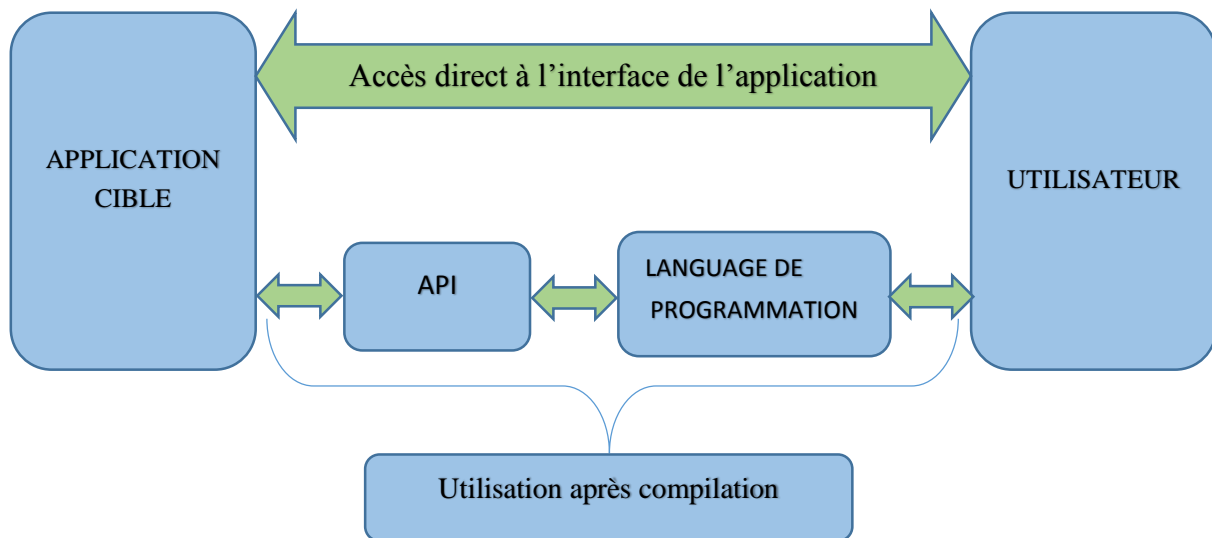 Accès direct à l’interface de l’application
APPLICATION
CIBLE
UTILISATEUR
API
LANGUAGE DE
PROGRAMMATION
Utilisation après compilation